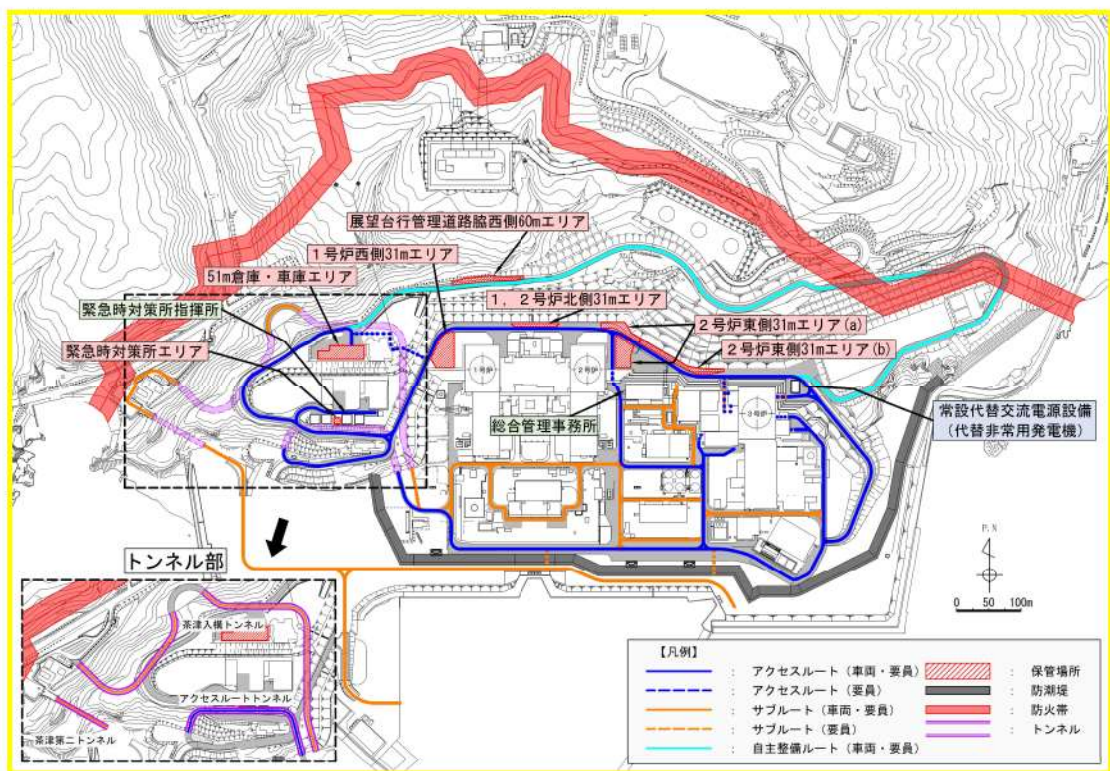 展望台行管理道路脇西側60mエリア
1号炉西側31mエリア
51m倉庫・車庫エリア
1,2号炉北側31mエリア
緊急時対策所指揮所
2号炉東側31mエリア(a)
緊急時対策所エリア
2号炉東側31mエリア(b)
1号炉
2号炉
3号炉
総合管理事務所
常設代替交流電源設備
(代替非常用発電機)
トンネル部
茶津入構トンネル
アクセスルートトンネル
茶津第二トンネル
P.N
0 50 100m
【凡例】
: アクセスルート(車両・要員)
: アクセスルート(要員)
: サブルート(車両・要員)
: サブルート(要員)
: 自主整備ルート(車両・要員)
: 保管場所
: 防潮堤
: 防火帯
: トンネル